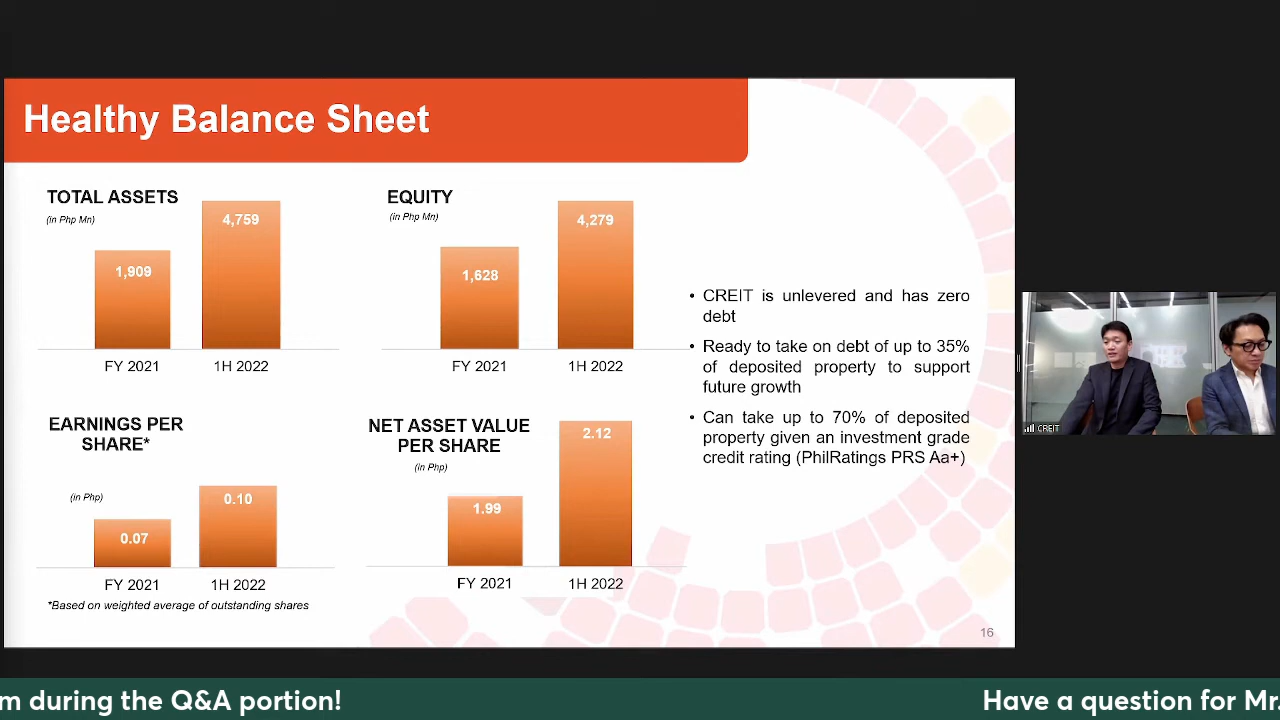 Healthy Balance Sheet
TOTAL ASSETS
(in Php Mn)
1,909
4,759
FY 2021
1H 2022
EQUITY
(in Php Mn)
1,628
4,279
FY 2021
1H 2022
EARNINGS PER
SHARE*
(in Php)
0.07
0.10
FY 2021
1H 2022
*Based on weighted average of outstanding shares
NET ASSET VALUE
PER SHARE
(in Php)
1.99
2.12
FY 2021
1H 2022
• CREIT is unlevered and has zero
debt
• Ready to take on debt of up to 35%
of deposited property to support
future growth
• Can take up to 70% of deposited
property given an investment grade
credit rating (PhilRatings PRS Aa+)
16
CREIT
m during the Q&A portion!
Have a question for Mr.